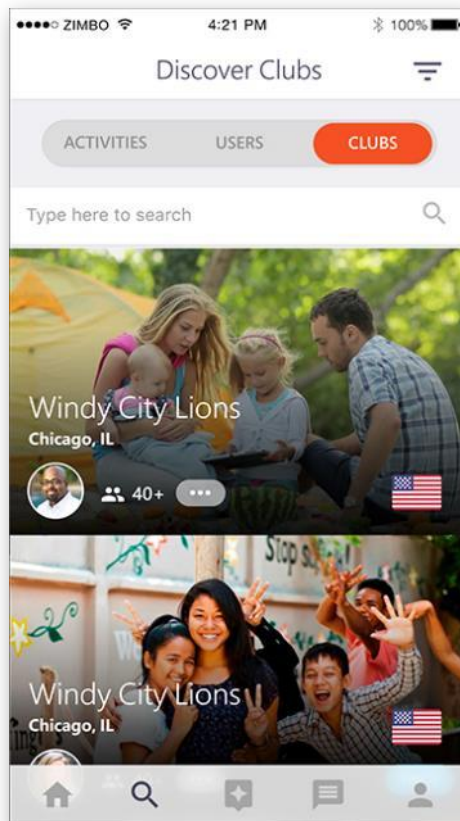 ZIMBO 4:21 PM 100%
Discover Clubs
ACTIVITIES USERS CLUBS
Type here to search
Windy City Lions
Chicago, IL
40+
Stop
Windy City Lions
Chicago, IL